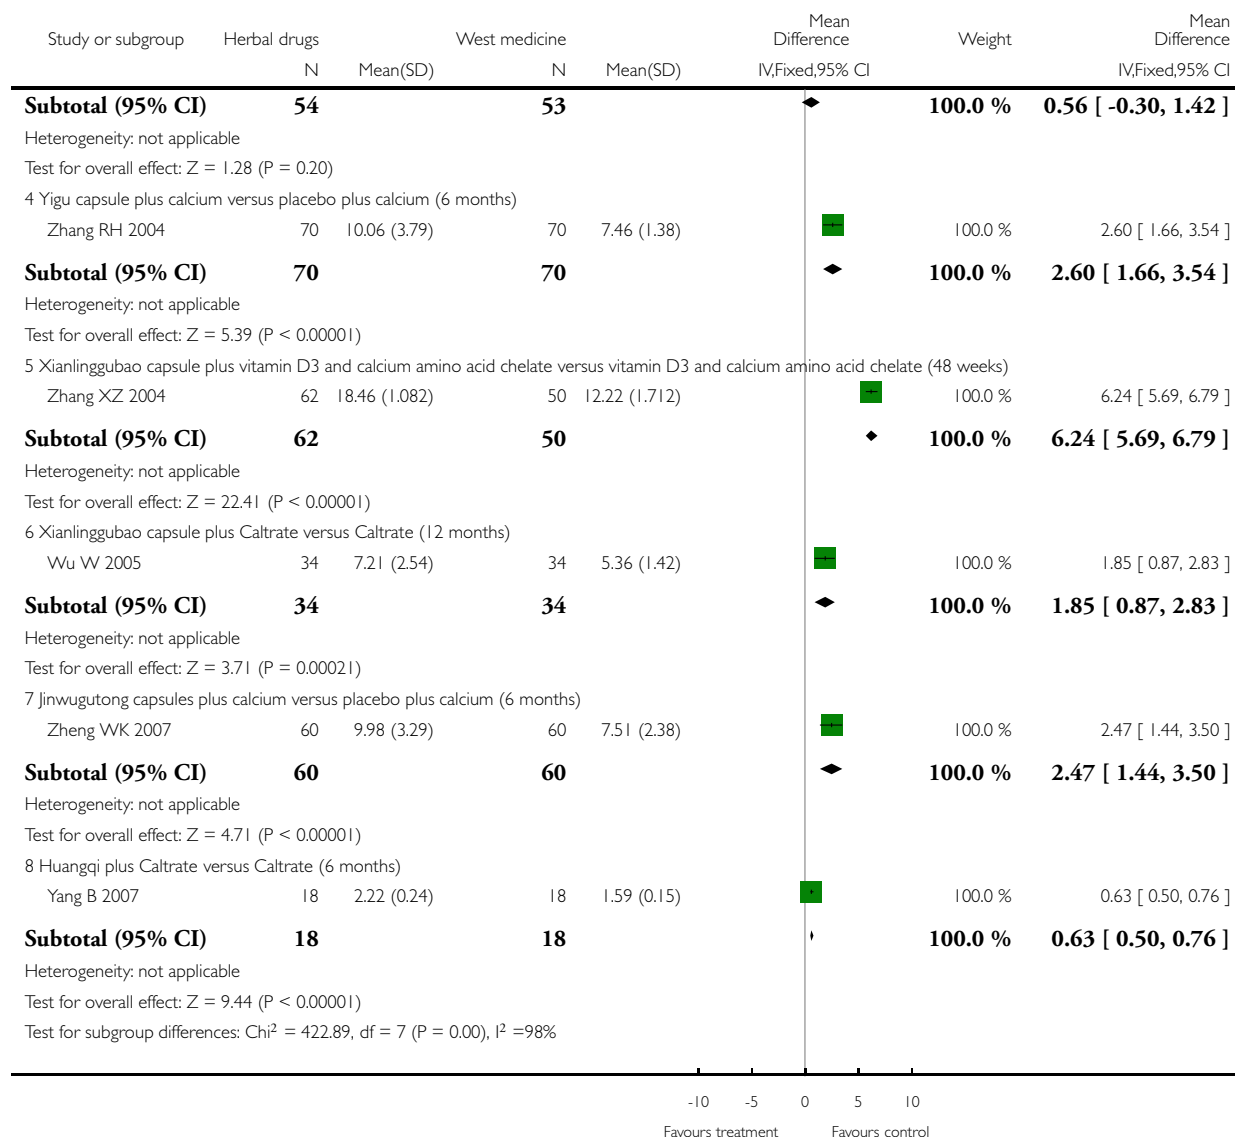 Study or subgroup Herbal drugs West medicine Mean Difference Weight Mean Difference
N Mean(SD) N Mean(SD) IV,Fixed,95% CI IV,Fixed,95% CI
Subtotal (95% CI) 54 53 100.0 % 0.56 [ -0.30, 1.42 ]
Heterogeneity: not applicable
Test for overall effect: Z = 1.28 (P = 0.20)
4 Yigu capsule plus calcium versus placebo plus calcium (6 months)
Zhang RH 2004 70 10.06 (3.79) 70 7.46 (1.38) 100.0 % 2.60 [ 1.66, 3.54 ]
Subtotal (95% CI) 70 70 100.0 % 2.60 [ 1.66, 3.54 ]
Heterogeneity: not applicable
Test for overall effect: Z = 5.39 (P < 0.00001)
5 Xianlinggubao capsule plus vitamin D3 and calcium amino acid chelate versus vitamin D3 and calcium amino acid chelate (48 weeks)
Zhang XZ 2004 62 18.46 (1.082) 50 12.22 (1.712) 100.0 % 6.24 [ 5.69, 6.79 ]
Subtotal (95% CI) 62 50 100.0 % 6.24 [ 5.69, 6.79 ]
Heterogeneity: not applicable
Test for overall effect: Z = 22.41 (P < 0.00001)
6 Xianlinggubao capsule plus Caltrate versus Caltrate (12 months)
Wu W 2005 34 7.21 (2.54) 34 5.36 (1.42) 100.0 % 1.85 [ 0.87, 2.83 ]
Subtotal (95% CI) 34 34 100.0 % 1.85 [ 0.87, 2.83 ]
Heterogeneity: not applicable
Test for overall effect: Z = 3.71 (P = 0.00021)
7 Jinwugutong capsules plus calcium versus placebo plus calcium (6 months)
Zheng WK 2007 60 9.98 (3.29) 60 7.51 (2.38) 100.0 % 2.47 [ 1.44, 3.50 ]
Subtotal (95% CI) 60 60 100.0 % 2.47 [ 1.44, 3.50 ]
Heterogeneity: not applicable
Test for overall effect: Z = 4.71 (P < 0.00001)
8 Huangqi plus Caltrate versus Caltrate (6 months)
Yang B 2007 18 2.22 (0.24) 18 1.59 (0.15) 100.0 % 0.63 [ 0.50, 0.76 ]
Subtotal (95% CI) 18 18 100.0 % 0.63 [ 0.50, 0.76 ]
Heterogeneity: not applicable
Test for overall effect: Z = 9.44 (P < 0.00001)
Test for subgroup differences: Chi² = 422.89, df = 7 (P = 0.00), I² =98%
-10 -5 0 5 10
Favours treatment Favours control